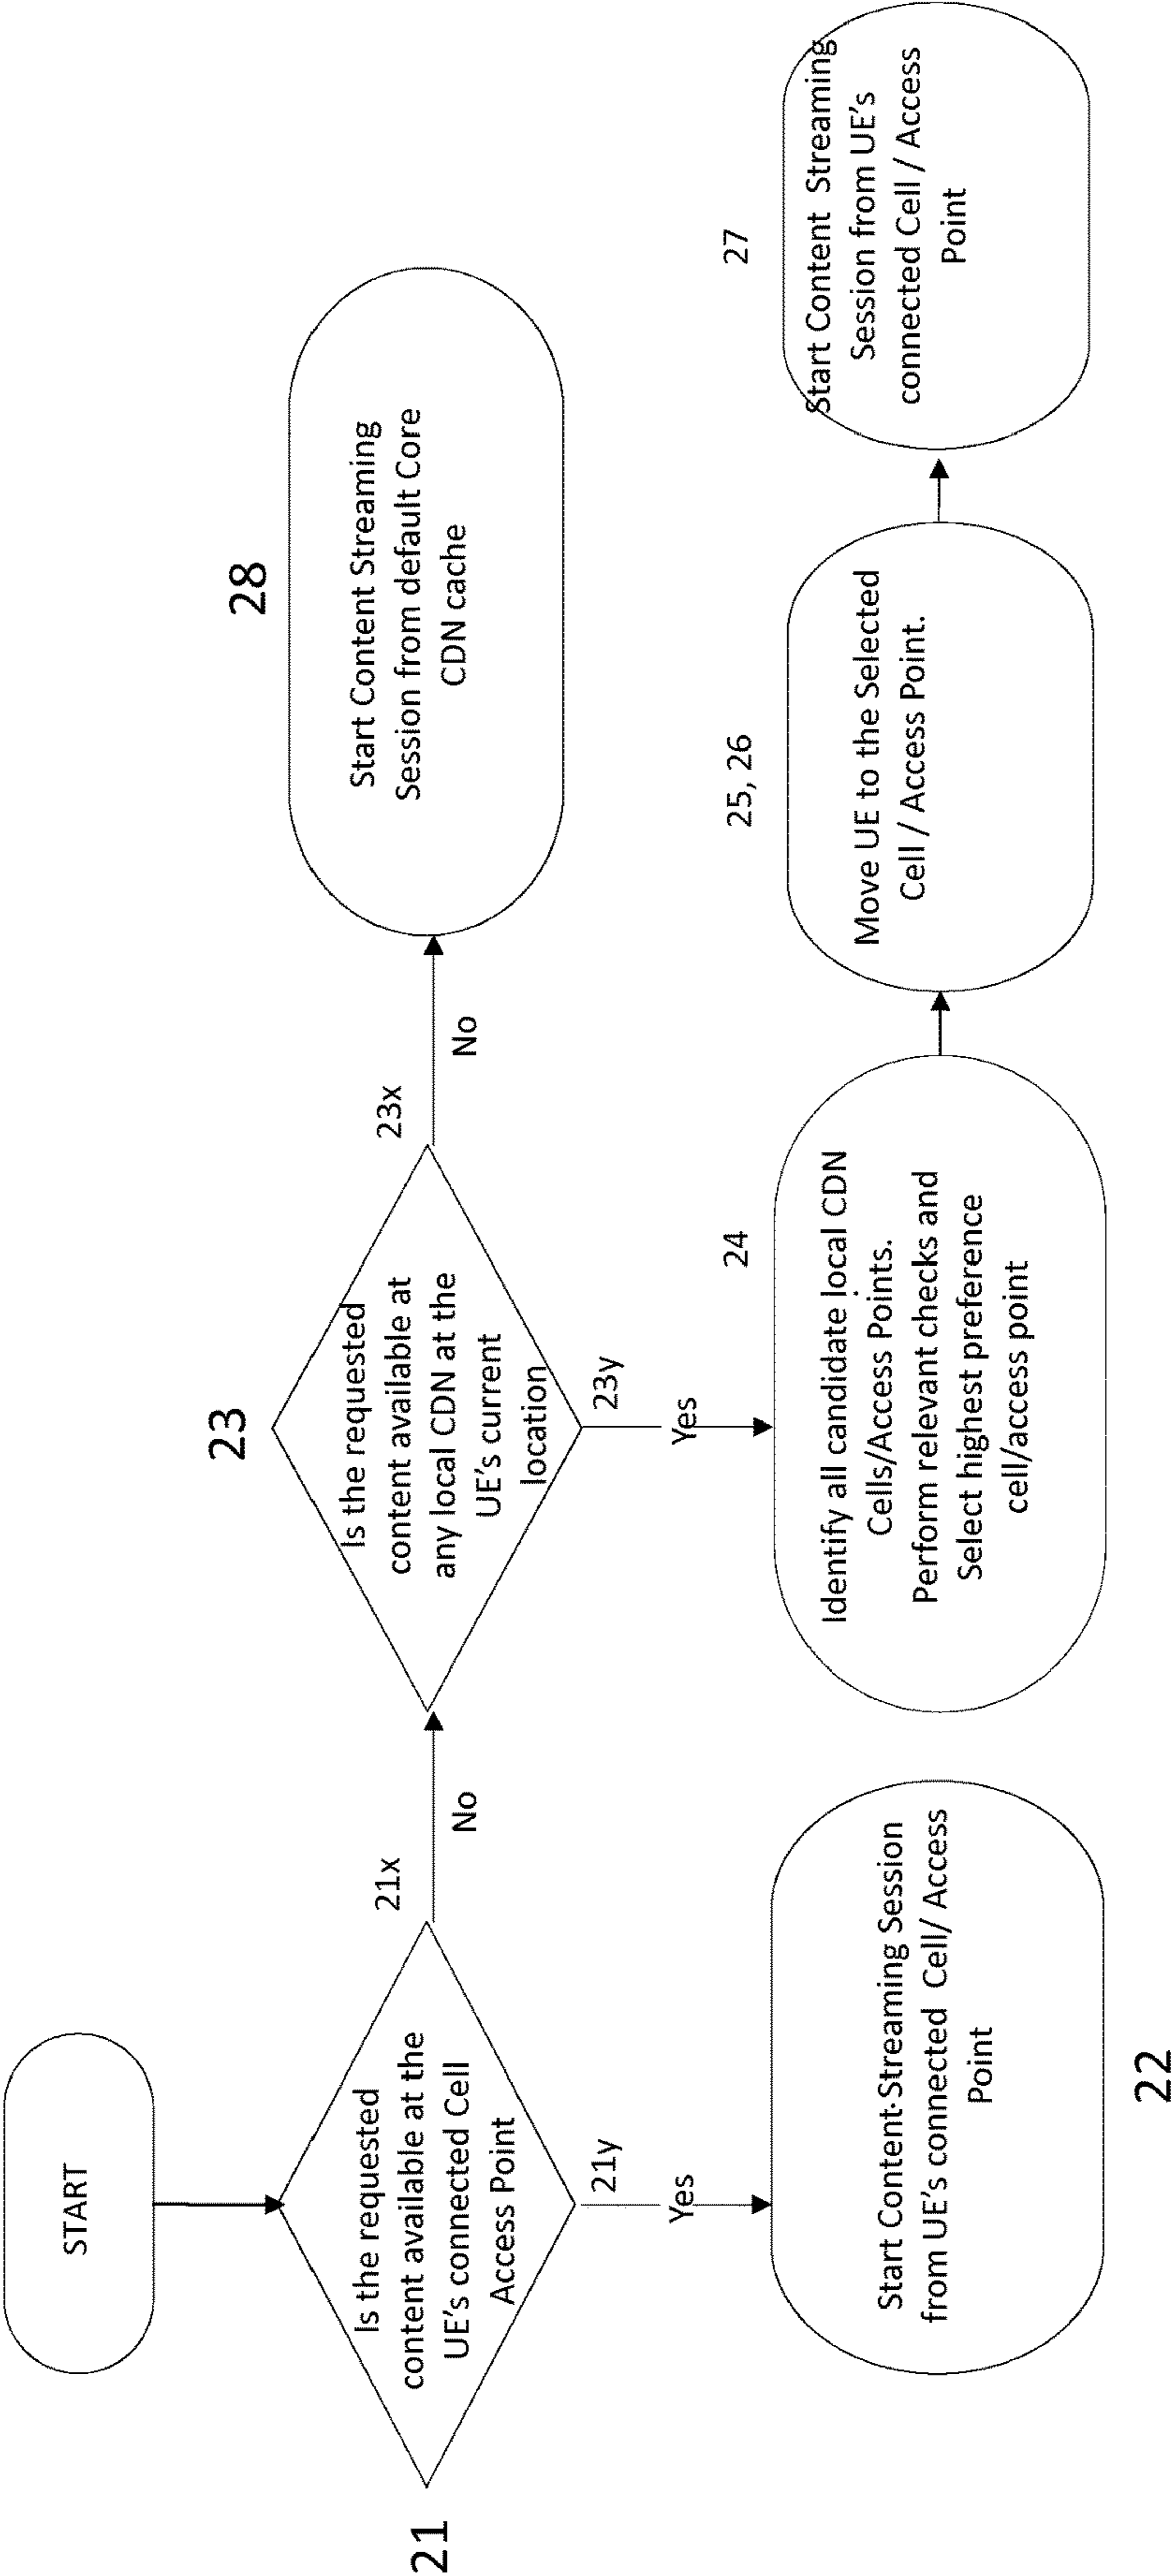 START
21
Is the requested
content available at the
UE's connected Cell
Access Point
21x
No
21y
Yes
Start Content Streaming Session
from UE's connected Cell/ Access
Point
22
23
Is the requested
content available at
any local CDN at the
UE's current
location
23x
No
23y
Yes
28
Start Content Streaming
Session from default Core
CDN cache
24
Identify all candidate local CDN
Cells/Access Points.
Perform relevant checks and
Select highest preference
cell/access point
25, 26
Move UE to the Selected
Cell / Access Point.
27
Start Content Streaming
Session from UE's
connected Cell / Access
Point